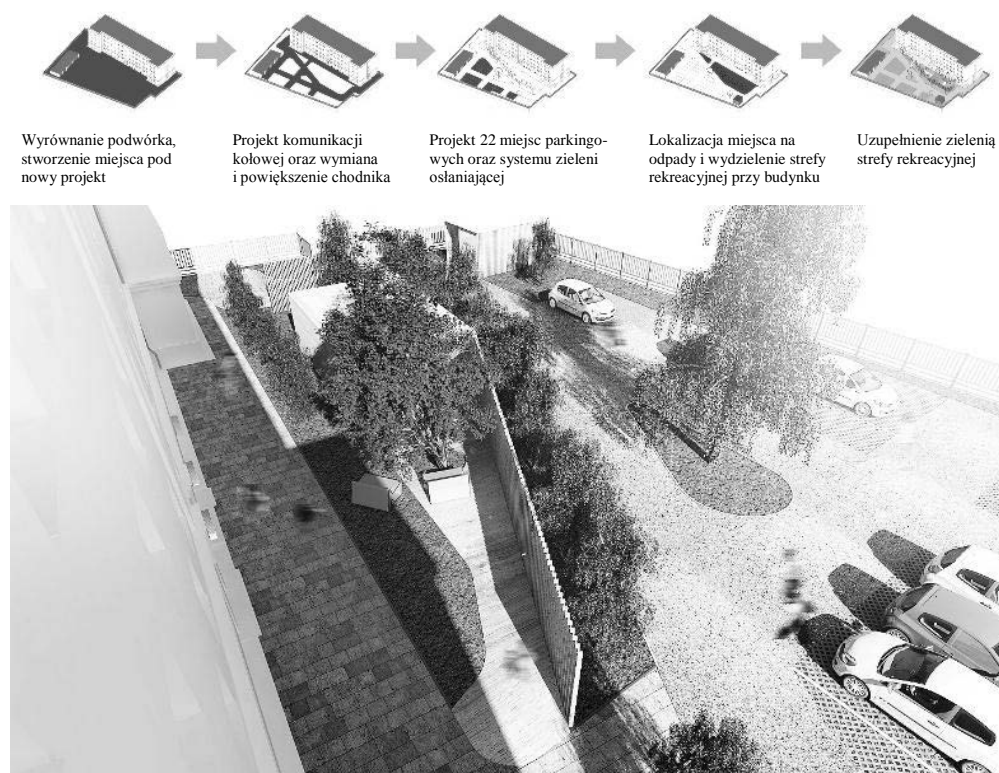 Wyrównanie podwórka,
stworzenie miejsca pod
nowy projekt
Projekt komunikacji
kołowej oraz wymiana
i powiększenie chodnika
Projekt 22 miejsc parkingo-
wych oraz systemu zieleni
osłaniającej
Lokalizacja miejsca na
odpady i wydzielenie strefy
rekreacyjnej przy budynku
Uzupełnienie zielenią
strefy rekreacyjnej